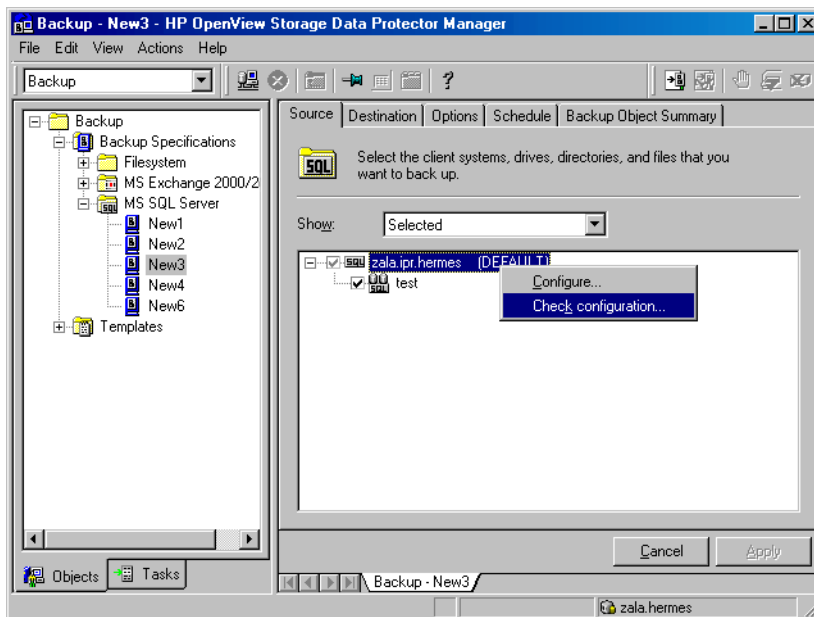 Backup - New3 - HP OpenView Storage Data Protector Manager
File Edit View Actions Help
Backup
?
Backup
Backup Specifications
Filesystem
MS Exchange 2000/2
MS SQL Server
New1
New2
New3
New4
New6
Templates
Objects
Tasks
Source
Destination
Options
Schedule
Backup Object Summary
SQL
Select the client systems, drives, directories, and files that you
want to back up.
Show:
Selected
SQL zala.ipr.hermes (DEFAULT)
SQL test
Configure...
Check configuration...
Cancel
Apply
Backup - New3
zala.hermes